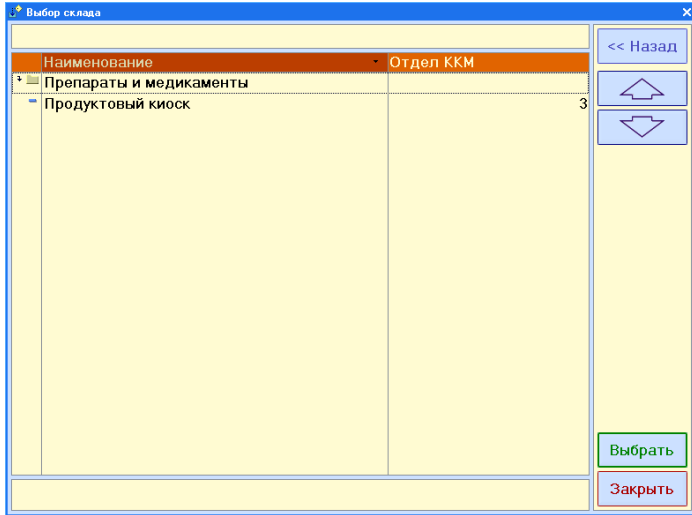 Выбор склада
<< Назад
Наименование Отдел ККМ
Препараты и медикаменты
Продуктовый киоск 3
Выбрать
Закрыть